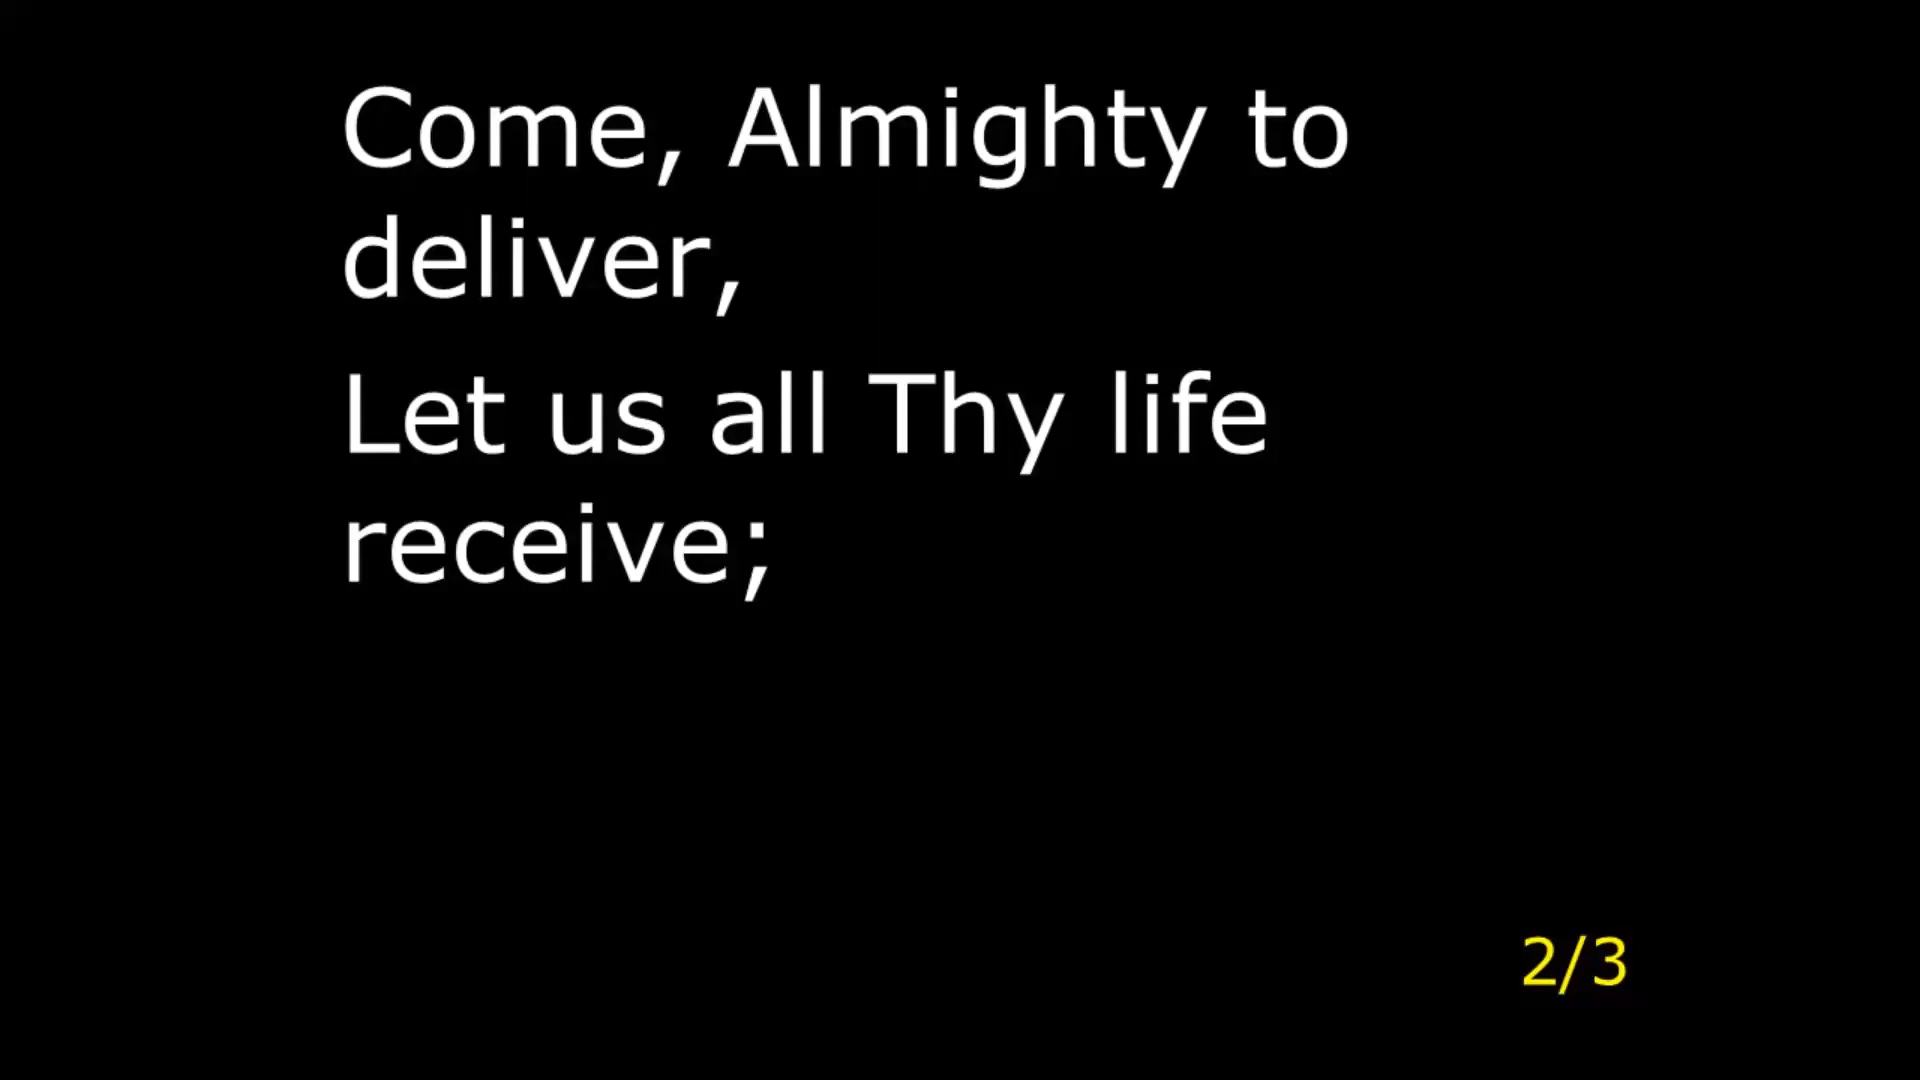 Come, Almighty to
deliver,
Let us all Thy life
receive;
2/3